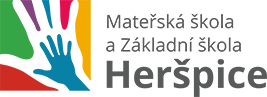 Mateřská škola
a Základní škola
Heršpice